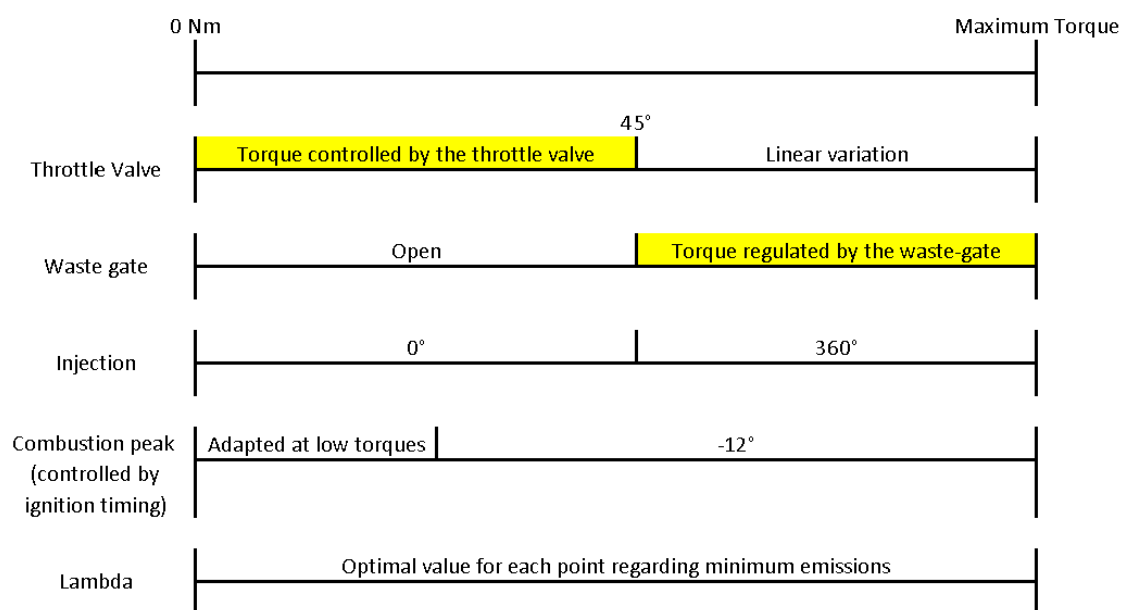 0 Nm
Maximum Torque
45°
Throttle Valve
Torque controlled by the throttle valve
Linear variation
Waste gate
Open
Torque regulated by the waste-gate
Injection
0°
360°
Combustion peak
(controlled by
ignition timing)
Adapted at low torques
-12°
Lambda
Optimal value for each point regarding minimum emissions